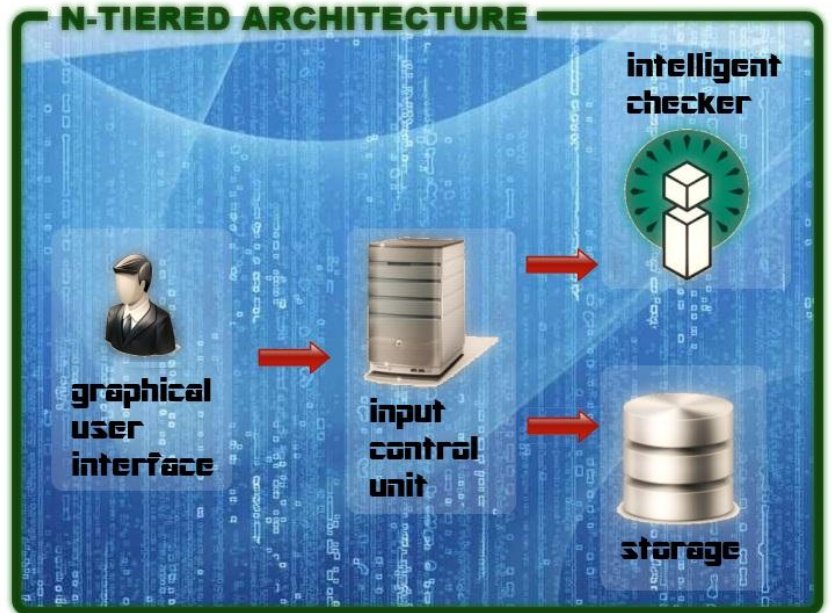 N-TIERED ARCHITECTURE
intelligent
checker
graphical
user
interface
input
control
unit
storage